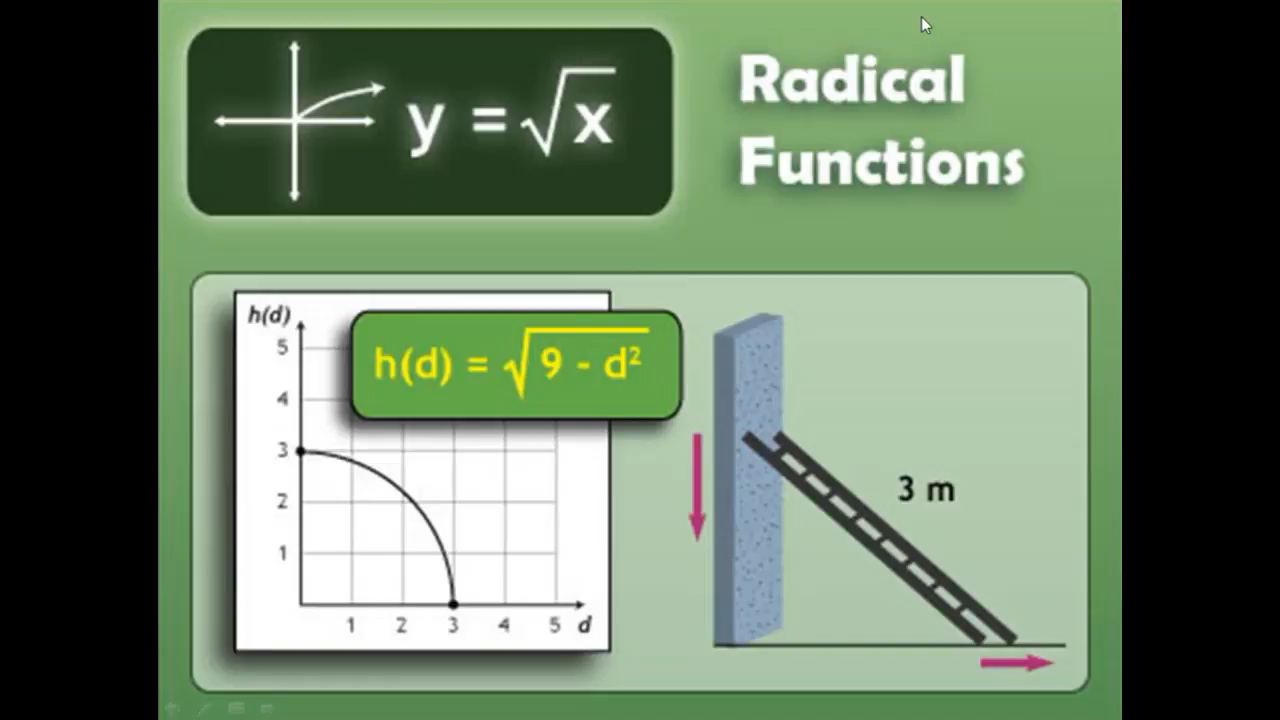 y = √x
Radical
Functions
h(d)
h(d) = √9 - d²
5
4
3
2
1
1 2 3 4 5 d
3 m